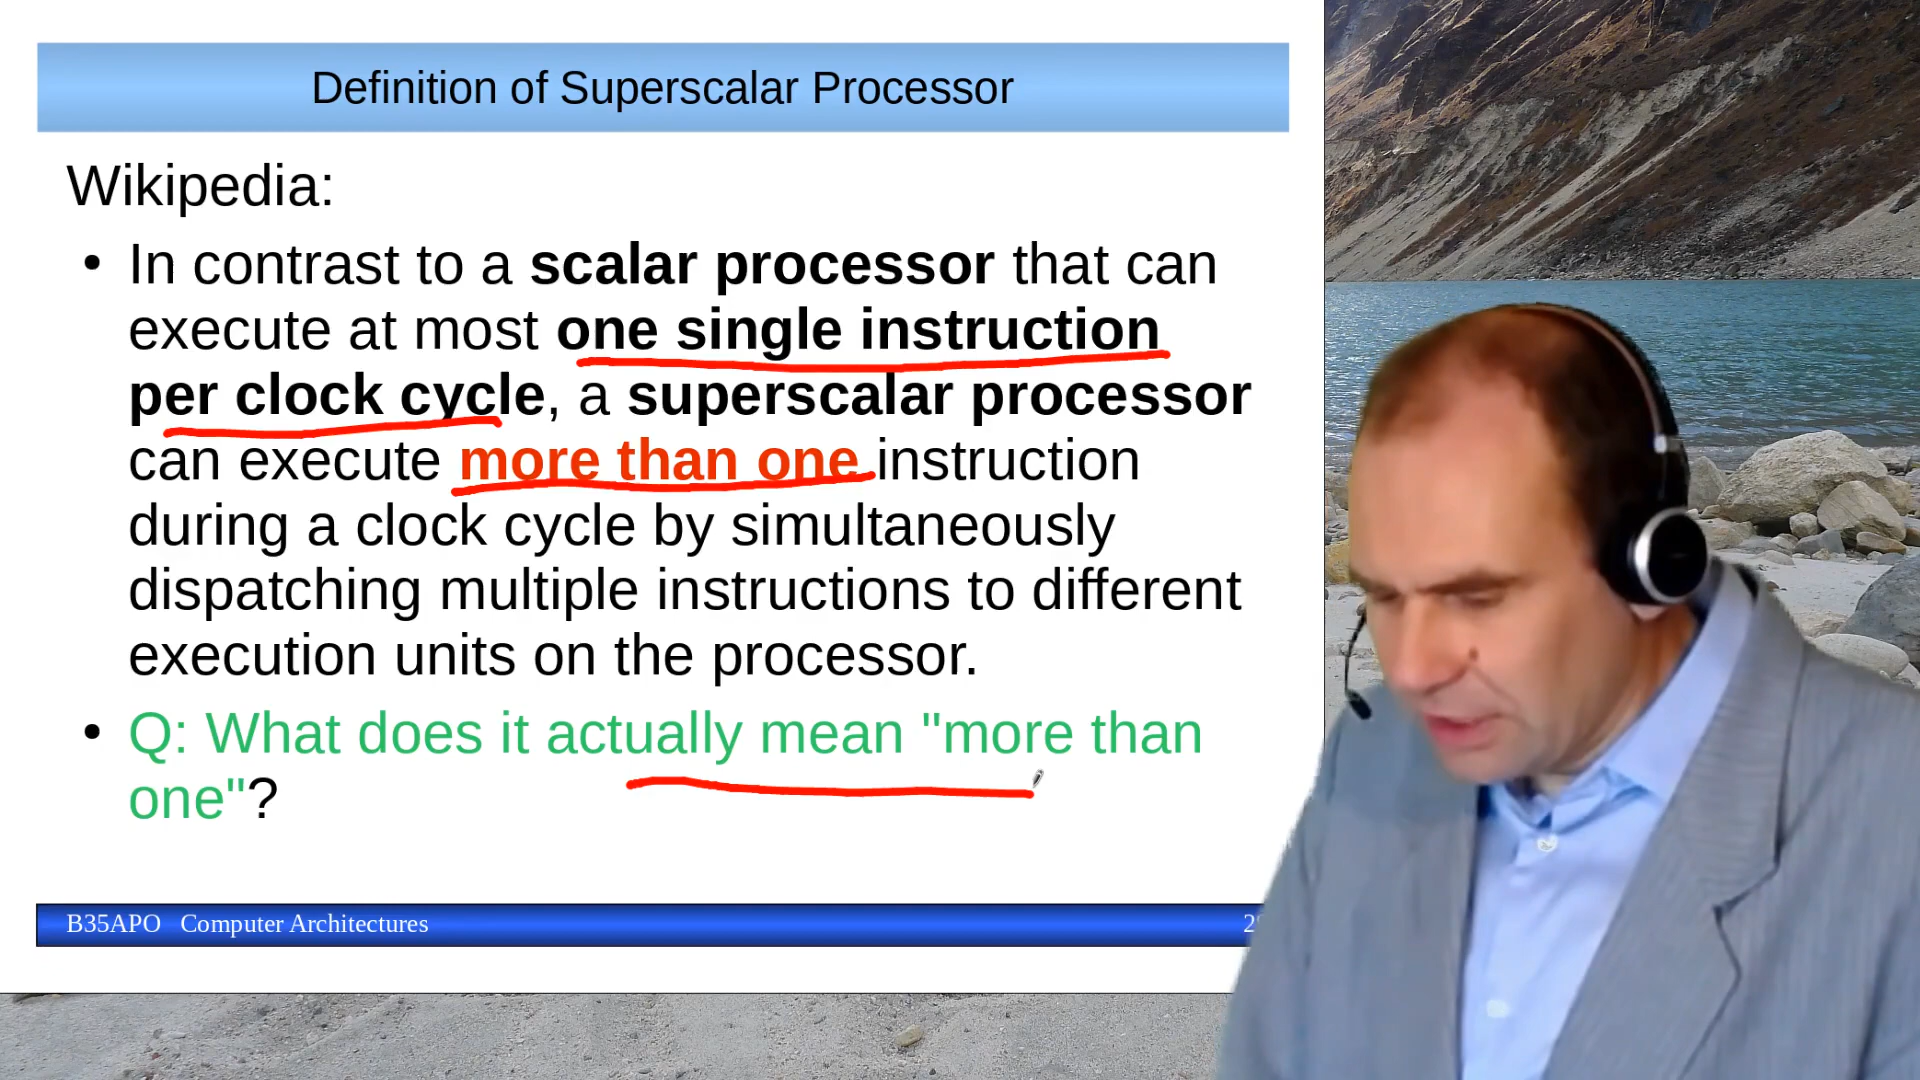 Definition of Superscalar Processor
Wikipedia:
• In contrast to a scalar processor that can
execute at most one single instruction
per clock cycle, a superscalar processor
can execute more than one instruction
during a clock cycle by simultaneously
dispatching multiple instructions to different
execution units on the processor.
• Q: What does it actually mean "more than
one"?
B35APO Computer Architectures